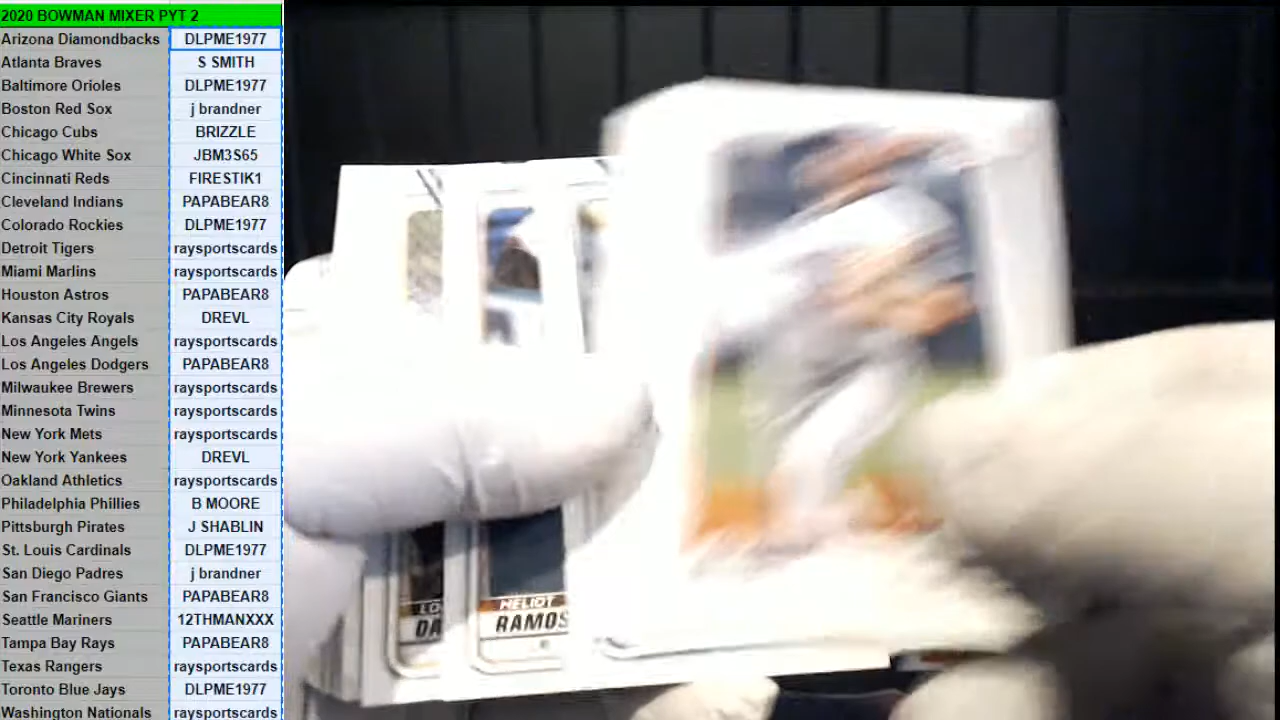 2020 BOWMAN MIXER PYT 2
Arizona Diamondbacks DLPME1977
Atlanta Braves S SMITH
Baltimore Orioles DLPME1977
Boston Red Sox j brandner
Chicago Cubs BRIZZLE
Chicago White Sox JBM3S65
Cincinnati Reds FIRESTIK1
Cleveland Indians PAPABEAR8
Colorado Rockies DLPME1977
Detroit Tigers raysportscards
Miami Marlins raysportscards
Houston Astros PAPABEAR8
Kansas City Royals DREVL
Los Angeles Angels raysportscards
Los Angeles Dodgers PAPABEAR8
Milwaukee Brewers raysportscards
Minnesota Twins raysportscards
New York Mets raysportscards
New York Yankees DREVL
Oakland Athletics raysportscards
Philadelphia Phillies B MOORE
Pittsburgh Pirates J SHABLIN
St. Louis Cardinals DLPME1977
San Diego Padres j brandner
San Francisco Giants PAPABEAR8
Seattle Mariners 12THMANXXX
Tampa Bay Rays PAPABEAR8
Texas Rangers raysportscards
Toronto Blue Jays DLPME1977
Washington Nationals raysportscards
LO
DA
HELIOT
RAMOS